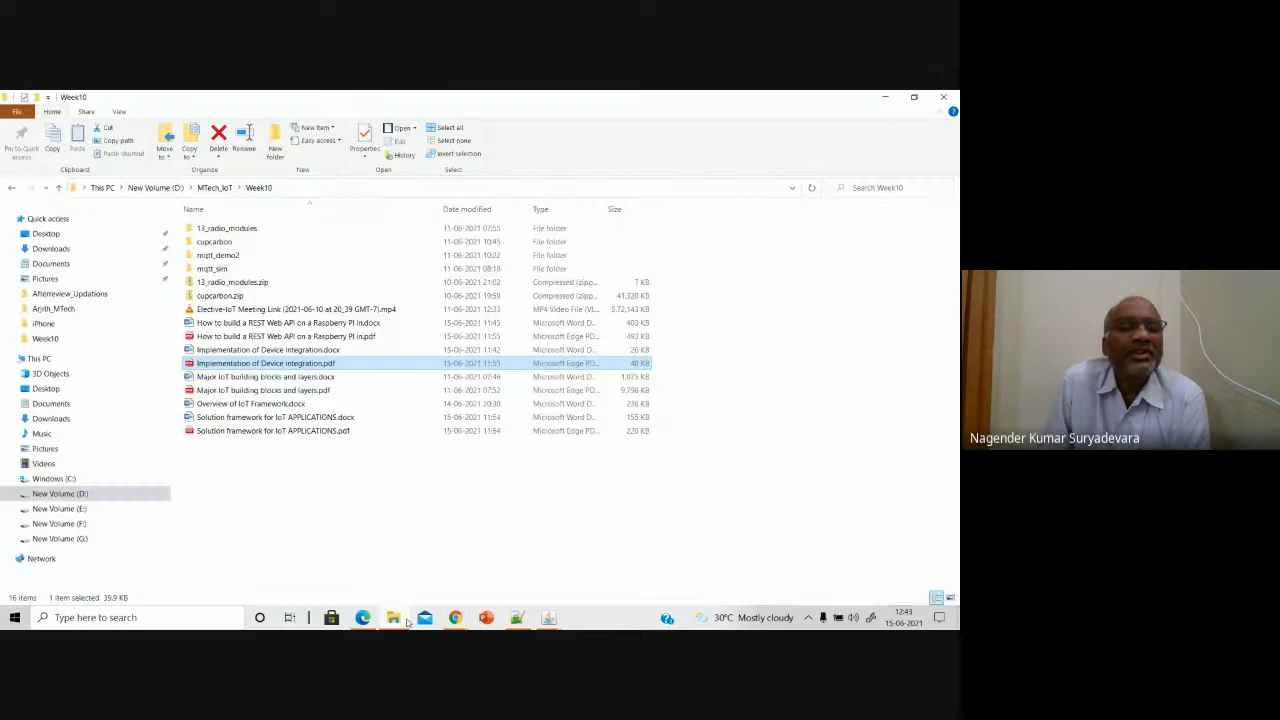 Week10
File Home Share View
Pin to Quick access
Copy
Paste
Cut
Copy path
Paste shortcut
Move to
Copy to
Delete
Rename
New folder
New item
Easy access
Properties
Open
Edit
History
Select all
Select none
Invert selection
Clipboard Organize New Open Select
This PC New Volume (D:) MTech_IoT Week10 Search Week10
Name Date modified Type Size
13_radio_modules 11-06-2021 07:55 File folder
cupcarbon 11-06-2021 10:45 File folder
mqtt_demo2 11-06-2021 10:22 File folder
mqtt_sim 11-06-2021 08:10 File folder
13_radio_modules.zip 10-06-2021 21:02 Compressed (zipp... 7 KB
cupcarbon.zip 10-06-2021 19:59 Compressed (zipp... 41,320 KB
Elective-IoT Meeting Link (2021-06-10 at 20_39 GMT-7).mp4 11-06-2021 12:33 MP4 Video File (VL... 5,72,143 KB
How to build a REST Web API on a Raspberry PI in.docx 15-06-2021 11:45 Microsoft Word D... 403 KB
How to build a REST Web API on a Raspberry PI in.pdf 15-06-2021 11:55 Microsoft Edge PD... 493 KB
Implementation of Device integration.docx 15-06-2021 11:42 Microsoft Word D... 26 KB
Implementation of Device integration.pdf 15-06-2021 11:55 Microsoft Edge PD... 40 KB
Major IoT building blocks and layers.docx 11-06-2021 07:46 Microsoft Word D... 1,075 KB
Major IoT building blocks and layers.pdf 11-06-2021 07:52 Microsoft Edge PD... 9,798 KB
Overview of IoT Framework.docx 14-06-2021 20:30 Microsoft Word D... 238 KB
Solution framework for IoT APPLICATIONS.docx 15-06-2021 11:54 Microsoft Word D... 155 KB
Solution framework for IoT APPLICATIONS.pdf 15-06-2021 11:54 Microsoft Edge PD... 220 KB
Quick access
Desktop
Downloads
Documents
Pictures
Afterreview_Updations
Arjith_MTech
iPhone
Week10
This PC
3D Objects
Desktop
Documents
Downloads
Music
Pictures
Videos
Windows (C:)
New Volume (D:)
New Volume (E:)
New Volume (F:)
New Volume (G:)
Network
16 items 1 item selected 39.9 KB
Type here to search
30°C Mostly cloudy
12:43
15-06-2021
Nagender Kumar Suryadevara